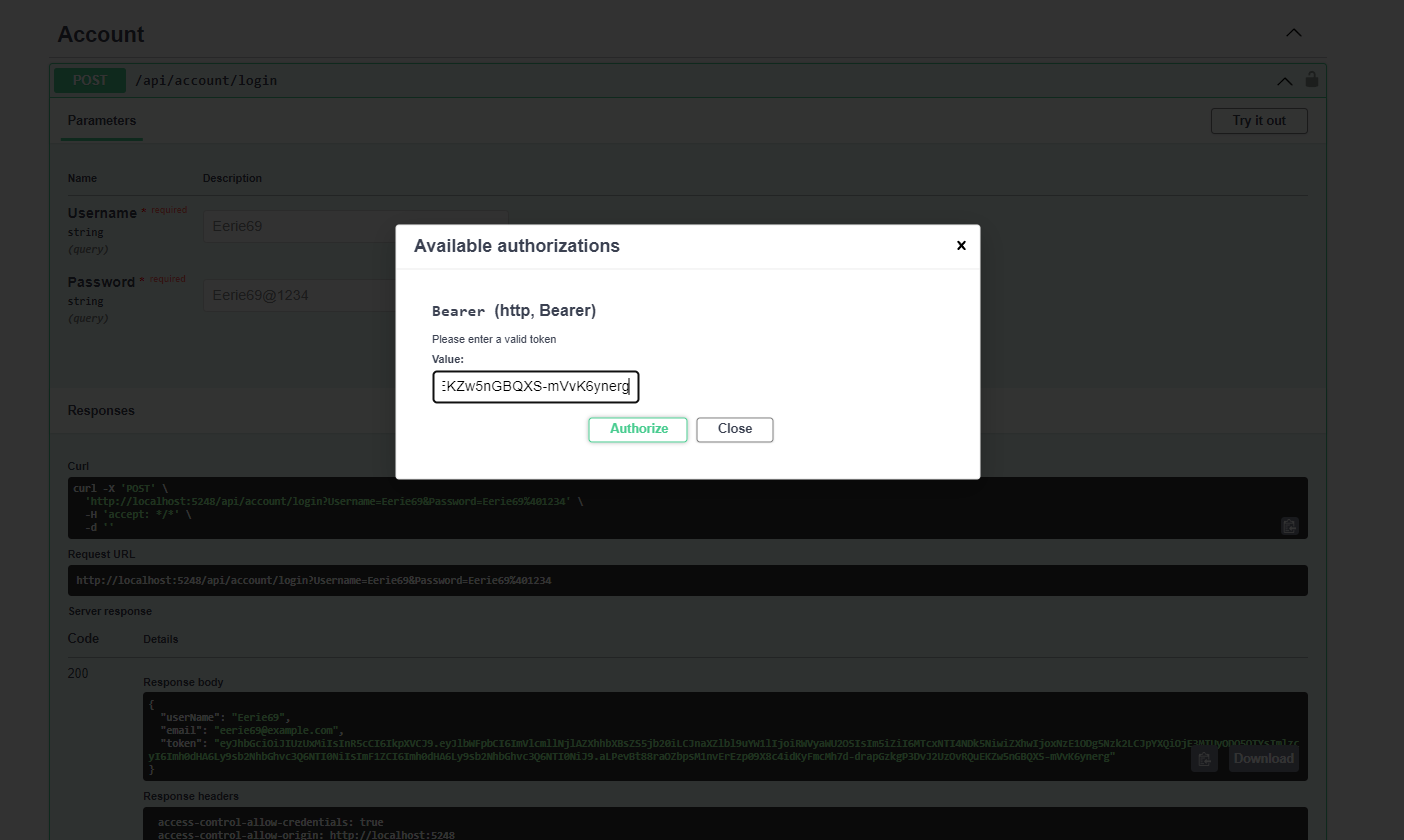 Account
POST /api/account/login
Parameters
Try it out
Name Description
Username * required
string
(query)
Eerie69
Password * required
string
(query)
Eerie69@1234
Available authorizations
x
Bearer (http, Bearer)
Please enter a valid token
Value:
EKZw5nGBQXS-mVvK6ynerg
Authorize Close
Responses
Curl
curl -X 'POST' \
'http://localhost:5248/api/account/login?Username=Eerie69&Password=Eerie69%401234' \
-H 'accept: */*' \
-d ''
Request URL
http://localhost:5248/api/account/login?Username=Eerie69&Password=Eerie69%401234
Server response
Code Details
200
Response body
{
"userName": "Eerie69",
"email": "eerie69@example.com",
"token":
}
Download
Response headers
access-control-allow-credentials: true
access-control-allow-origin: http://localhost:5248